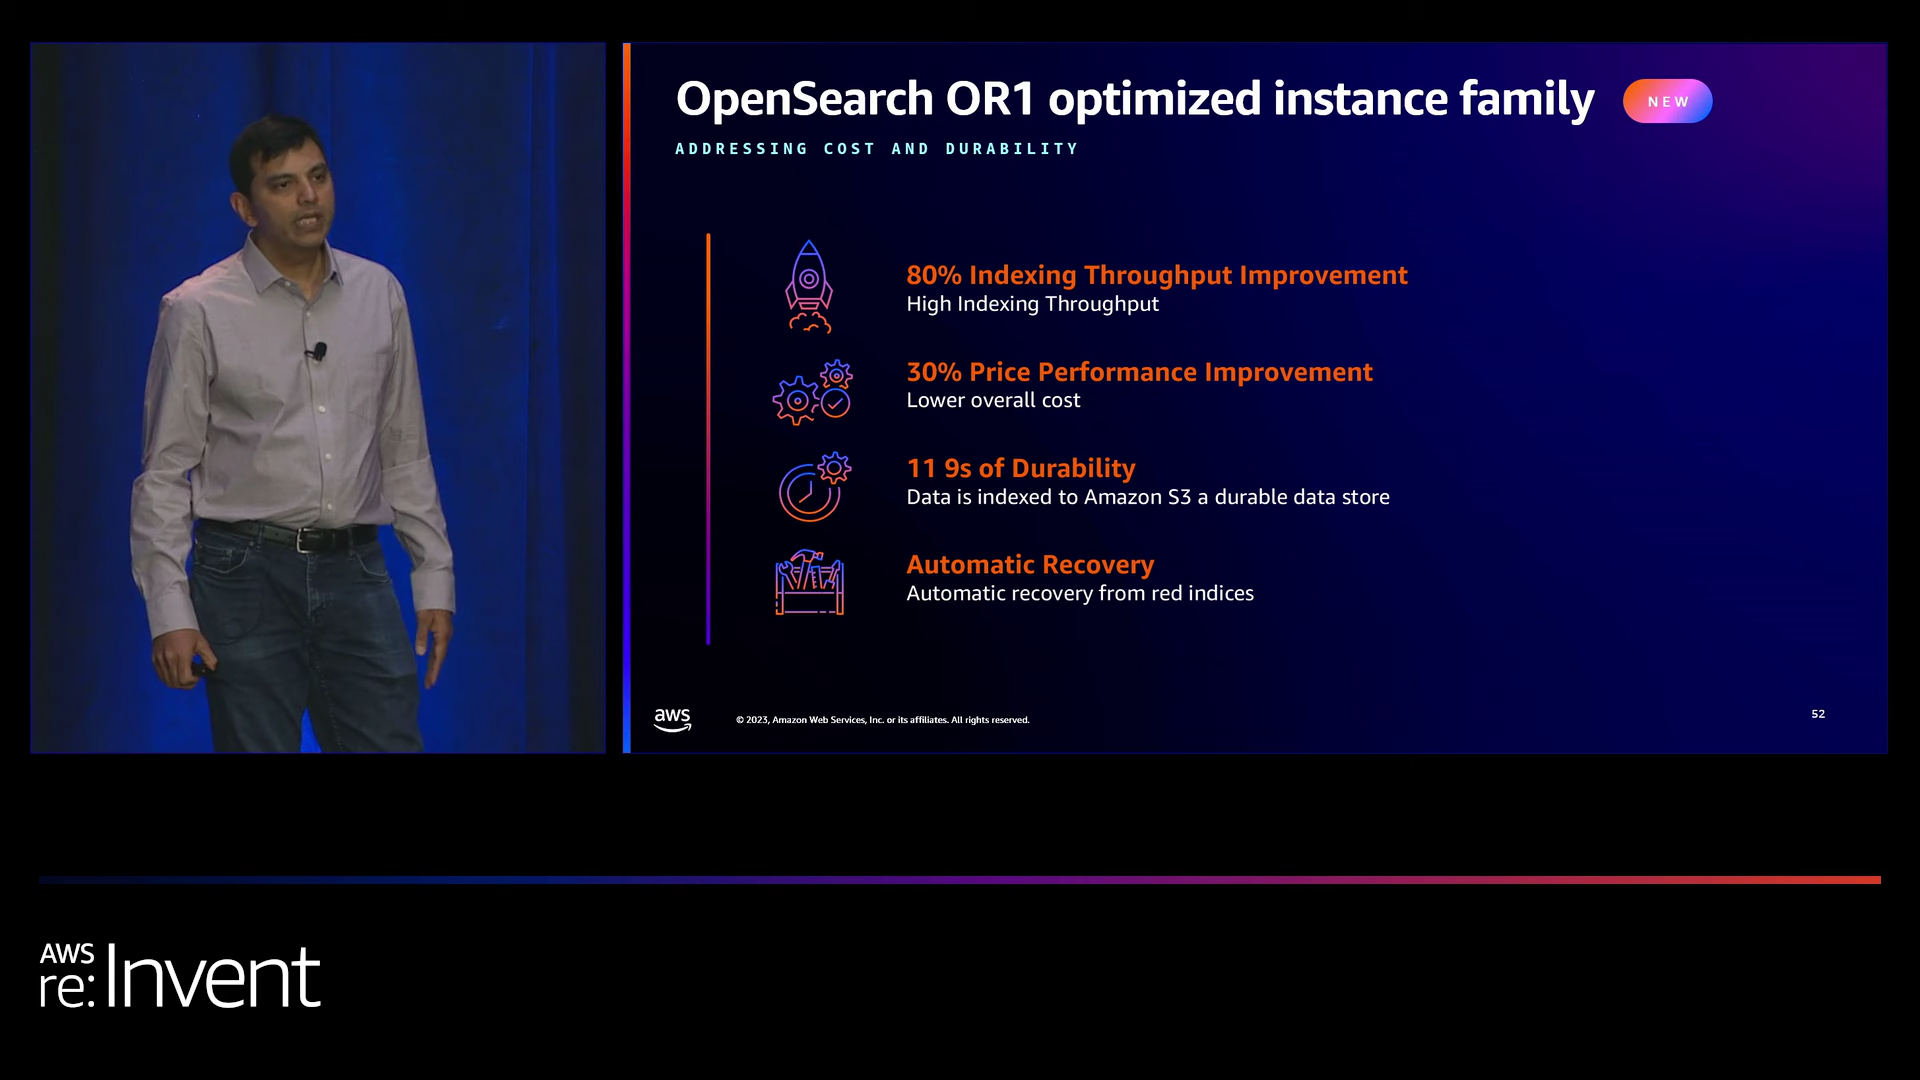 OpenSearch OR1 optimized instance family
NEW
ADDRESSING COST AND DURABILITY
80% Indexing Throughput Improvement
High Indexing Throughput
30% Price Performance Improvement
Lower overall cost
11 9s of Durability
Data is indexed to Amazon S3 a durable data store
Automatic Recovery
Automatic recovery from red indices
aws
© 2023, Amazon Web Services, Inc. or its affiliates. All rights reserved.
52
AWS
re:Invent